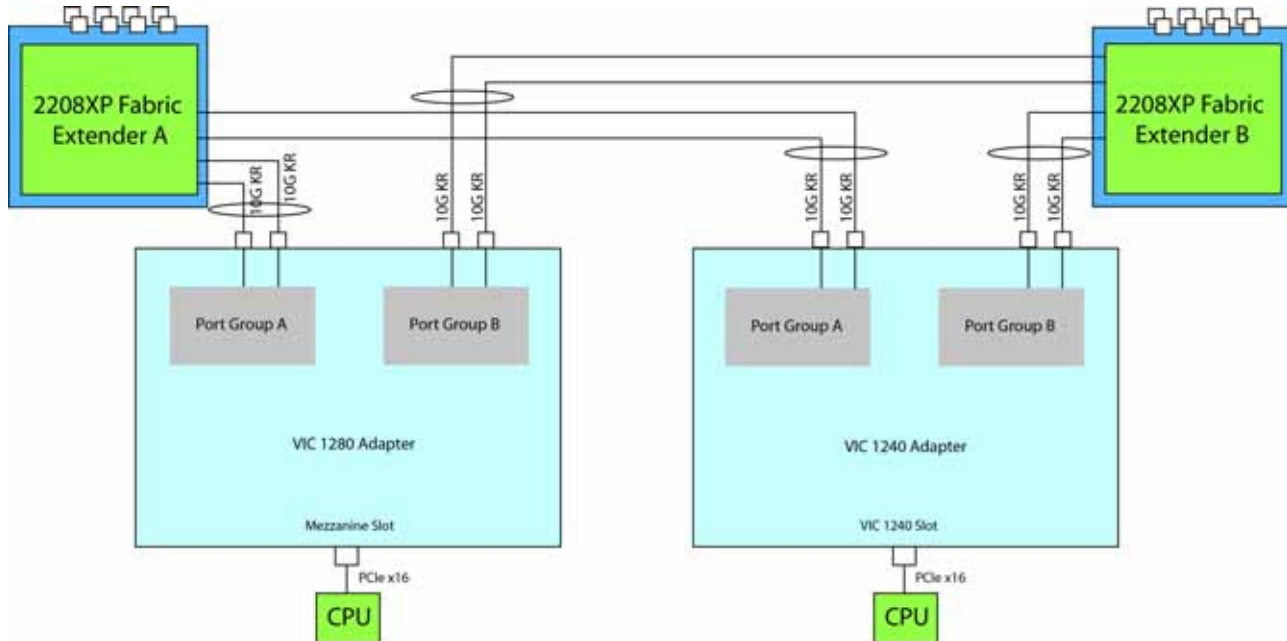 2208XP Fabric
Extender A
2208XP Fabric
Extender B
10G KR
10G KR
10G KR
10G KR
10G KR
10G KR
10G KR
10G KR
Port Group A
Port Group B
Port Group A
Port Group B
VIC 1280 Adapter
VIC 1240 Adapter
Mezzanine Slot
VIC 1240 Slot
PCIe x16
PCIe x16
CPU
CPU